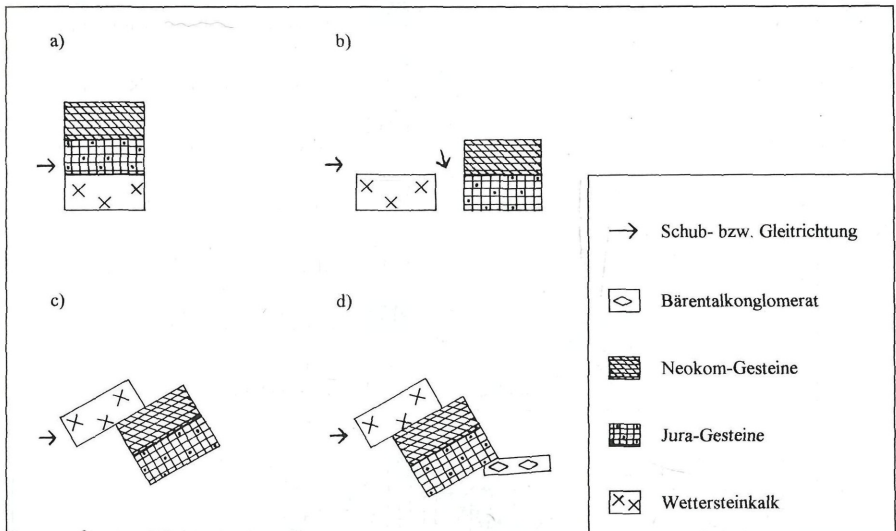 a)
b)
c)
d)
Schub- bzw. Gleitrichtung
Bärentalkonglomerat
Neokom-Gesteine
Jura-Gesteine
Wettersteinkalk